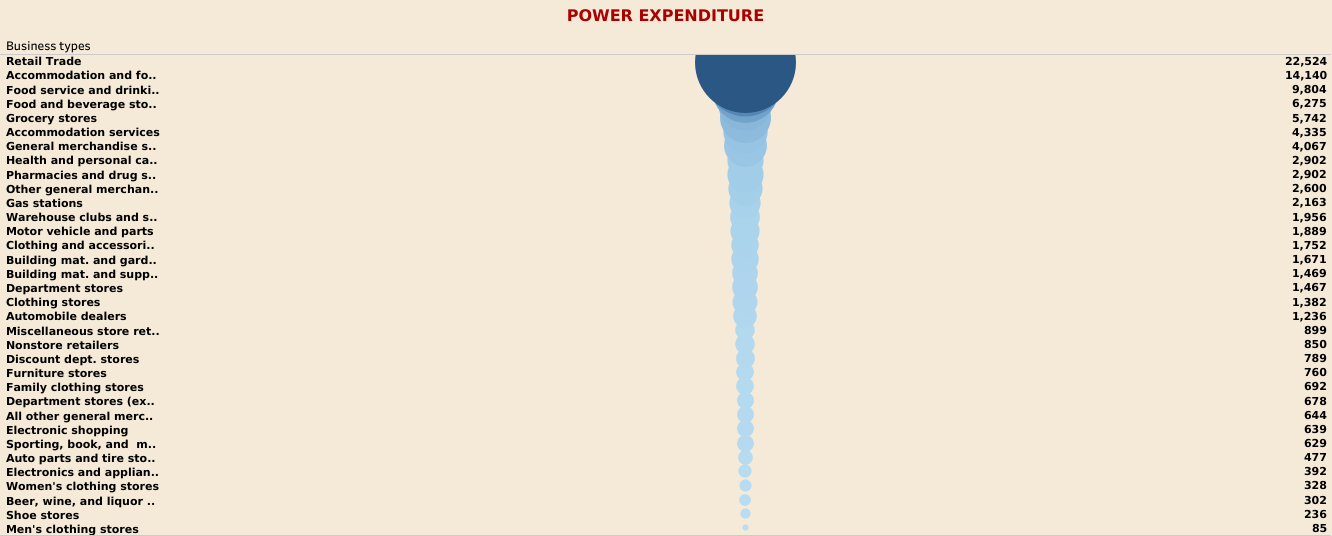 POWER EXPENDITURE
Business types
Retail Trade 22,524
Accommodation and fo.. 14,140
Food service and drinki.. 9,804
Food and beverage sto.. 6,275
Grocery stores 5,742
Accommodation services 4,335
General merchandise s.. 4,067
Health and personal ca.. 2,902
Pharmacies and drug s.. 2,902
Other general merchan.. 2,600
Gas stations 2,163
Warehouse clubs and s.. 1,956
Motor vehicle and parts 1,889
Clothing and accessori.. 1,752
Building mat. and gard.. 1,671
Building mat. and supp.. 1,469
Department stores 1,467
Clothing stores 1,382
Automobile dealers 1,236
Miscellaneous store ret.. 899
Nonstore retailers 850
Discount dept. stores 789
Furniture stores 760
Family clothing stores 692
Department stores (ex.. 678
All other general merc.. 644
Electronic shopping 639
Sporting, book, and  m.. 629
Auto parts and tire sto.. 477
Electronics and applian.. 392
Women's clothing stores 328
Beer, wine, and liquor .. 302
Shoe stores 236
Men's clothing stores 85